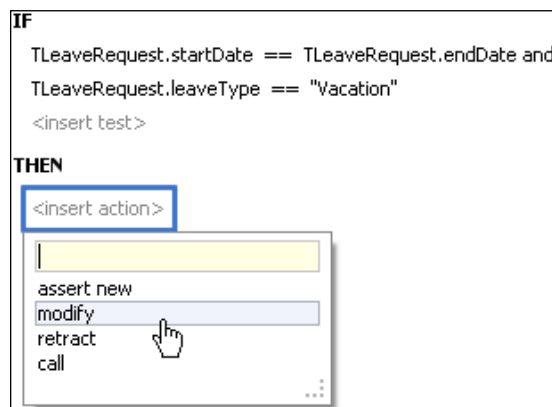 IF
TLeaveRequest.startDate == TLeaveRequest.endDate and
TLeaveRequest.leaveType == "Vacation"
<insert test>
THEN
<insert action>
assert new
modify
retract
call